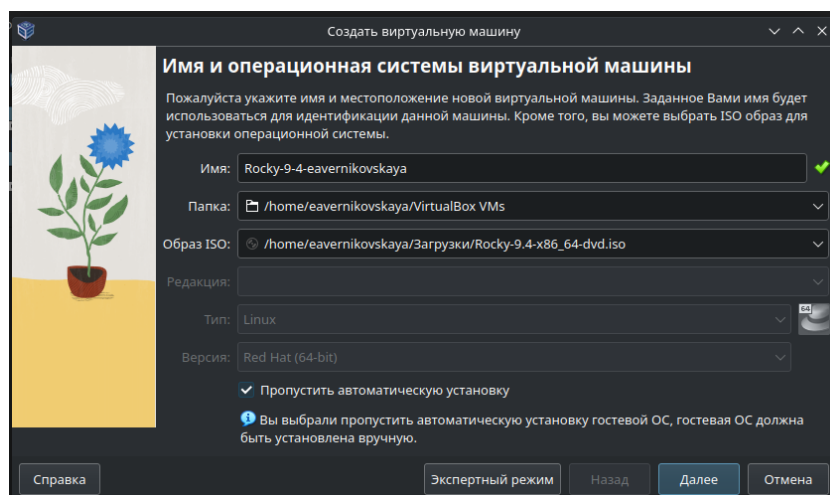 Создать виртуальную машину
Имя и операционная системы виртуальной машины
Пожалуйста укажите имя и местоположение новой виртуальной машины. Заданное Вами имя будет
использоваться для идентификации данной машины. Кроме того, вы можете выбрать ISO образ для
установки операционной системы.
Имя: Rocky-9-4-eavernikovskaya
Папка: /home/eavernikovskaya/VirtualBox VMs
Образ ISO: /home/eavernikovskaya/Загрузки/Rocky-9.4-x86_64-dvd.iso
Редакция:
Тип: Linux 64
Версия: Red Hat (64-bit)
Пропустить автоматическую установку
Вы выбрали пропустить автоматическую установку гостевой ОС, гостевая ОС должна
быть установлена вручную.
Справка Экспертный режим Назад Далее Отмена